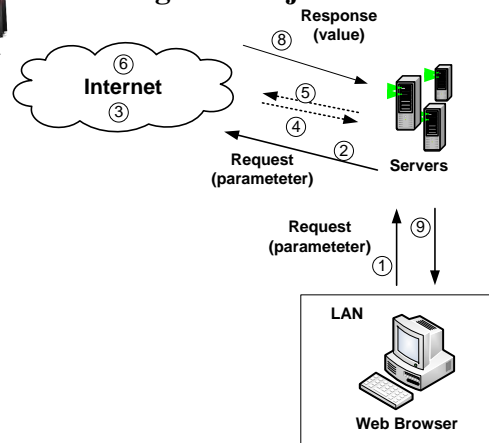 Response
(value)
⑧
⑥
Internet
③
⑤
④
②
Request
(parameteter)
Servers
Request
(parameteter)
⑨
①
LAN
Web Browser